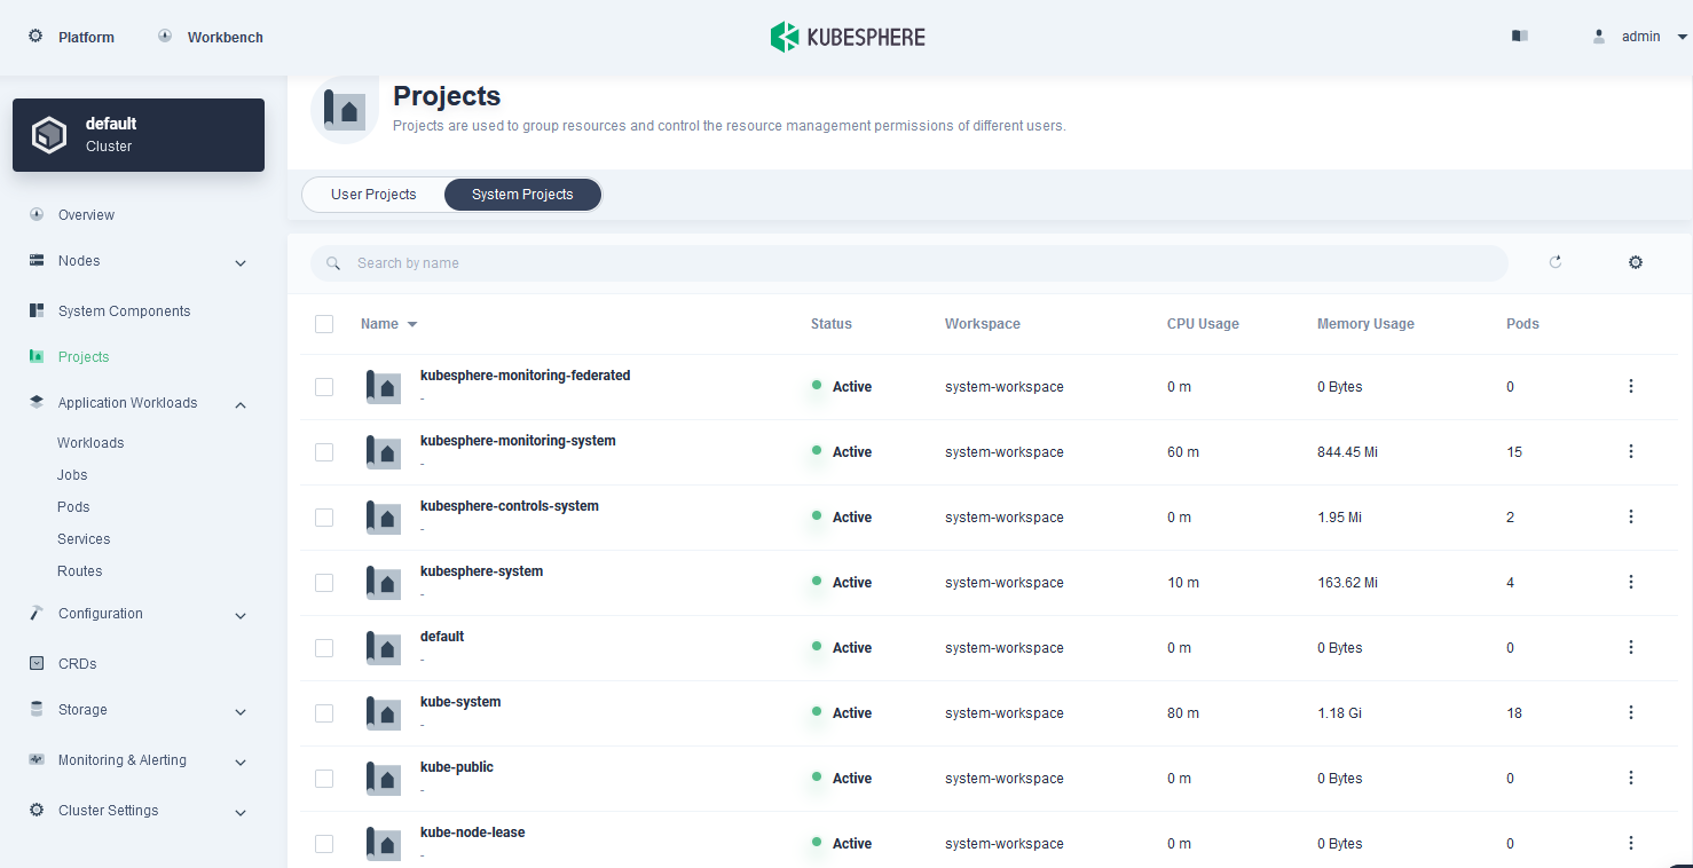 Platform
Workbench
KUBESPHERE
admin
default
Cluster
Overview
Nodes
System Components
Projects
Application Workloads
Workloads
Jobs
Pods
Services
Routes
Configuration
CRDs
Storage
Monitoring & Alerting
Cluster Settings
Projects
Projects are used to group resources and control the resource management permissions of different users.
User Projects
System Projects
Search by name
Name Status Workspace CPU Usage Memory Usage Pods
kubesphere-monitoring-federated
- Active system-workspace 0 m 0 Bytes 0
kubesphere-monitoring-system
- Active system-workspace 60 m 844.45 Mi 15
kubesphere-controls-system
- Active system-workspace 0 m 1.95 Mi 2
kubesphere-system
- Active system-workspace 10 m 163.62 Mi 4
default
- Active system-workspace 0 m 0 Bytes 0
kube-system
- Active system-workspace 80 m 1.18 Gi 18
kube-public
- Active system-workspace 0 m 0 Bytes 0
kube-node-lease
- Active system-workspace 0 m 0 Bytes 0